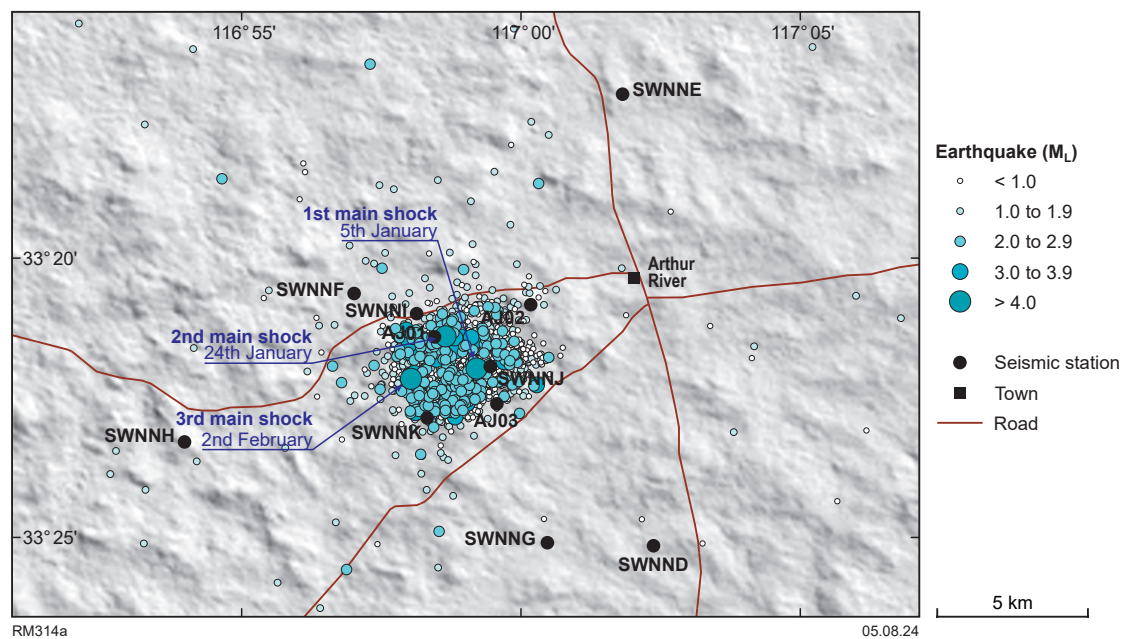 116°55'
117°00'
117°05'
SWNNE
1st main shock
5th January
33°20'
Arthur
River
SWNNF
SWNNI
AJ02
AJ01
2nd main shock
24th January
SWNNJ
3rd main shock
2nd February
AJ03
SWNNK
SWNNH
33°25'
SWNNG
SWNND
Earthquake (ML)
< 1.0
1.0 to 1.9
2.0 to 2.9
3.0 to 3.9
> 4.0
Seismic station
Town
Road
5 km
RM314a
05.08.24